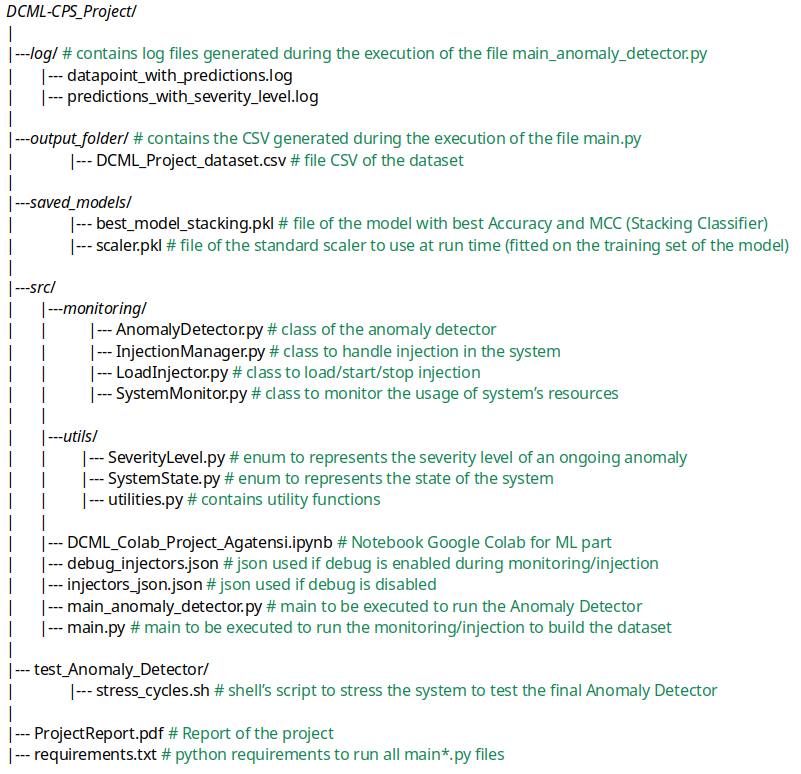 DCML-CPS_Project/
|
|---log/ # contains log files generated during the execution of the file main_anomaly_detector.py
|      |--- datapoint_with_predictions.log
|      |--- predictions_with_severity_level.log
|
|---output_folder/ # contains the CSV generated during the execution of the file main.py
|             |--- DCML_Project_dataset.csv # file CSV of the dataset
|
|---saved_models/
|             |--- best_model_stacking.pkl # file of the model with best Accuracy and MCC (Stacking Classifier)
|             |--- scaler.pkl # file of the standard scaler to use at run time (fitted on the training set of the model)
|
|---src/
|      |---monitoring/
|      |          |--- AnomalyDetector.py # class of the anomaly detector
|      |          |--- InjectionManager.py # class to handle injection in the system
|      |          |--- LoadInjector.py # class to load/start/stop injection
|      |          |--- SystemMonitor.py # class to monitor the usage of system’s resources
|      |
|      |---utils/
|      |        |--- SeverityLevel.py # enum to represents the severity level of an ongoing anomaly
|      |        |--- SystemState.py # enum to represents the state of the system
|      |        |--- utilities.py # contains utility functions
|      |
|      |--- DCML_Colab_Project_Agatensi.ipynb # Notebook Google Colab for ML part
|      |--- debug_injectors.json # json used if debug is enabled during monitoring/injection
|      |--- injectors_json.json # json used if debug is disabled
|      |--- main_anomaly_detector.py # main to be executed to run the Anomaly Detector
|      |--- main.py # main to be executed to run the monitoring/injection to build the dataset
|
|--- test_Anomaly_Detector/
|             |--- stress_cycles.sh # shell’s script to stress the system to test the final Anomaly Detector
|
|--- ProjectReport.pdf # Report of the project
|--- requirements.txt # python requirements to run all main*.py files